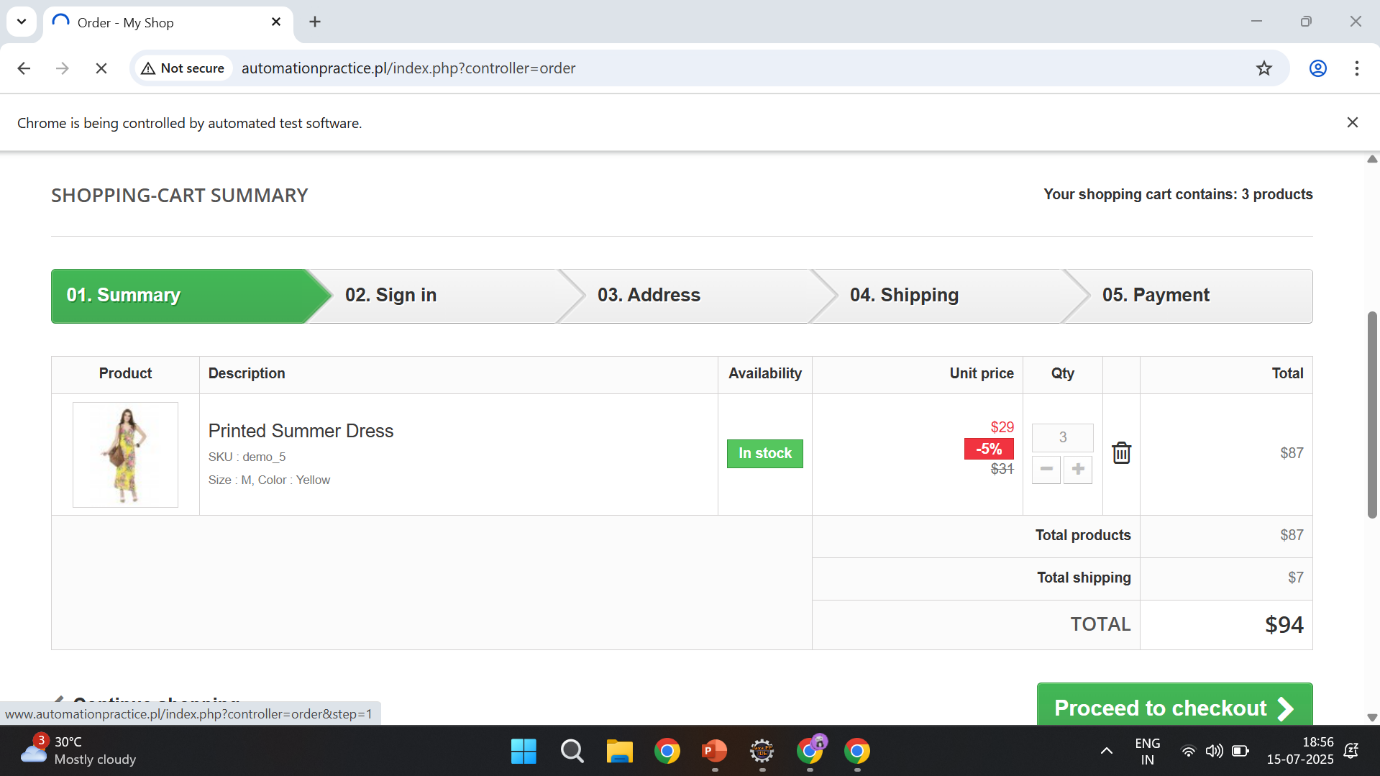 Order - My Shop
Not secure
automationpractice.pl/index.php?controller=order
Chrome is being controlled by automated test software.
SHOPPING-CART SUMMARY
Your shopping cart contains: 3 products
01. Summary
02. Sign in
03. Address
04. Shipping
05. Payment
Product
Description
Availability
Unit price
Qty
Total
Printed Summer Dress
SKU : demo_5
Size : M, Color : Yellow
In stock
$29
-5%
$31
3
$87
Total products
$87
Total shipping
$7
TOTAL
$94
Continue shopping
Proceed to checkout
www.automationpractice.pl/index.php?controller=order&step=1
3
30°C
Mostly cloudy
ENG
IN
18:56
15-07-2025